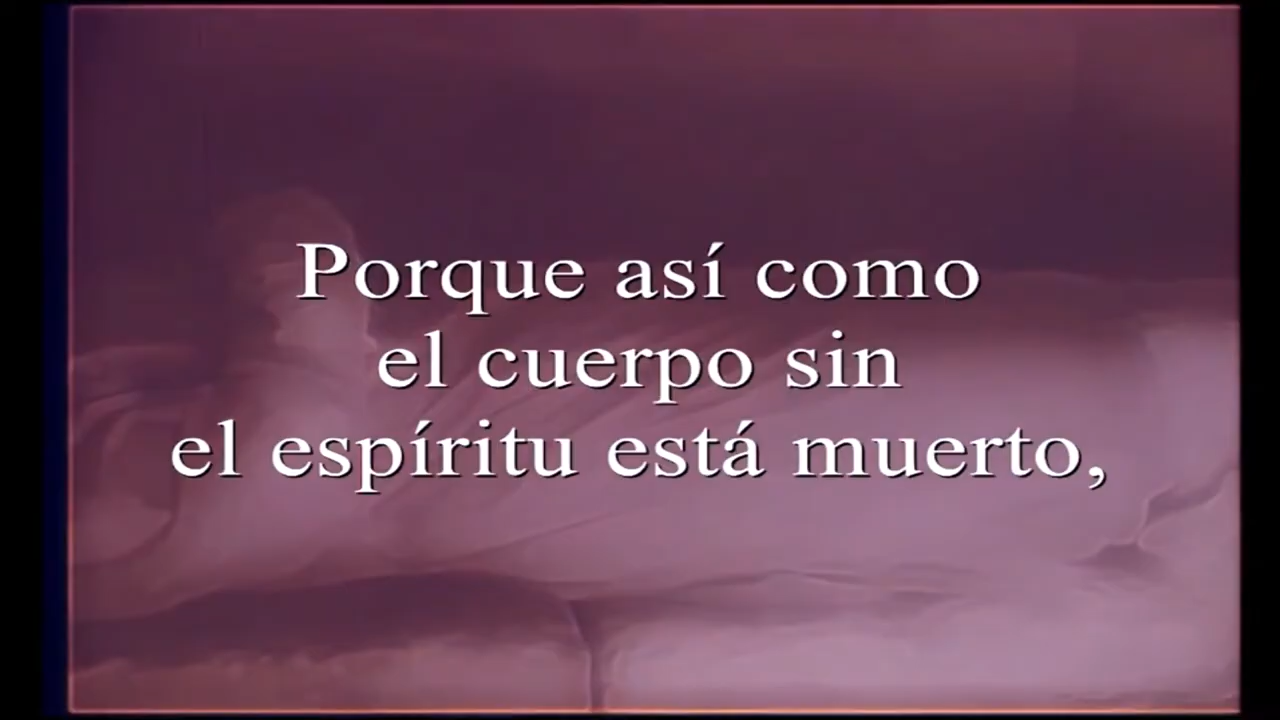 Porque así como
el cuerpo sin
el espíritu está muerto,